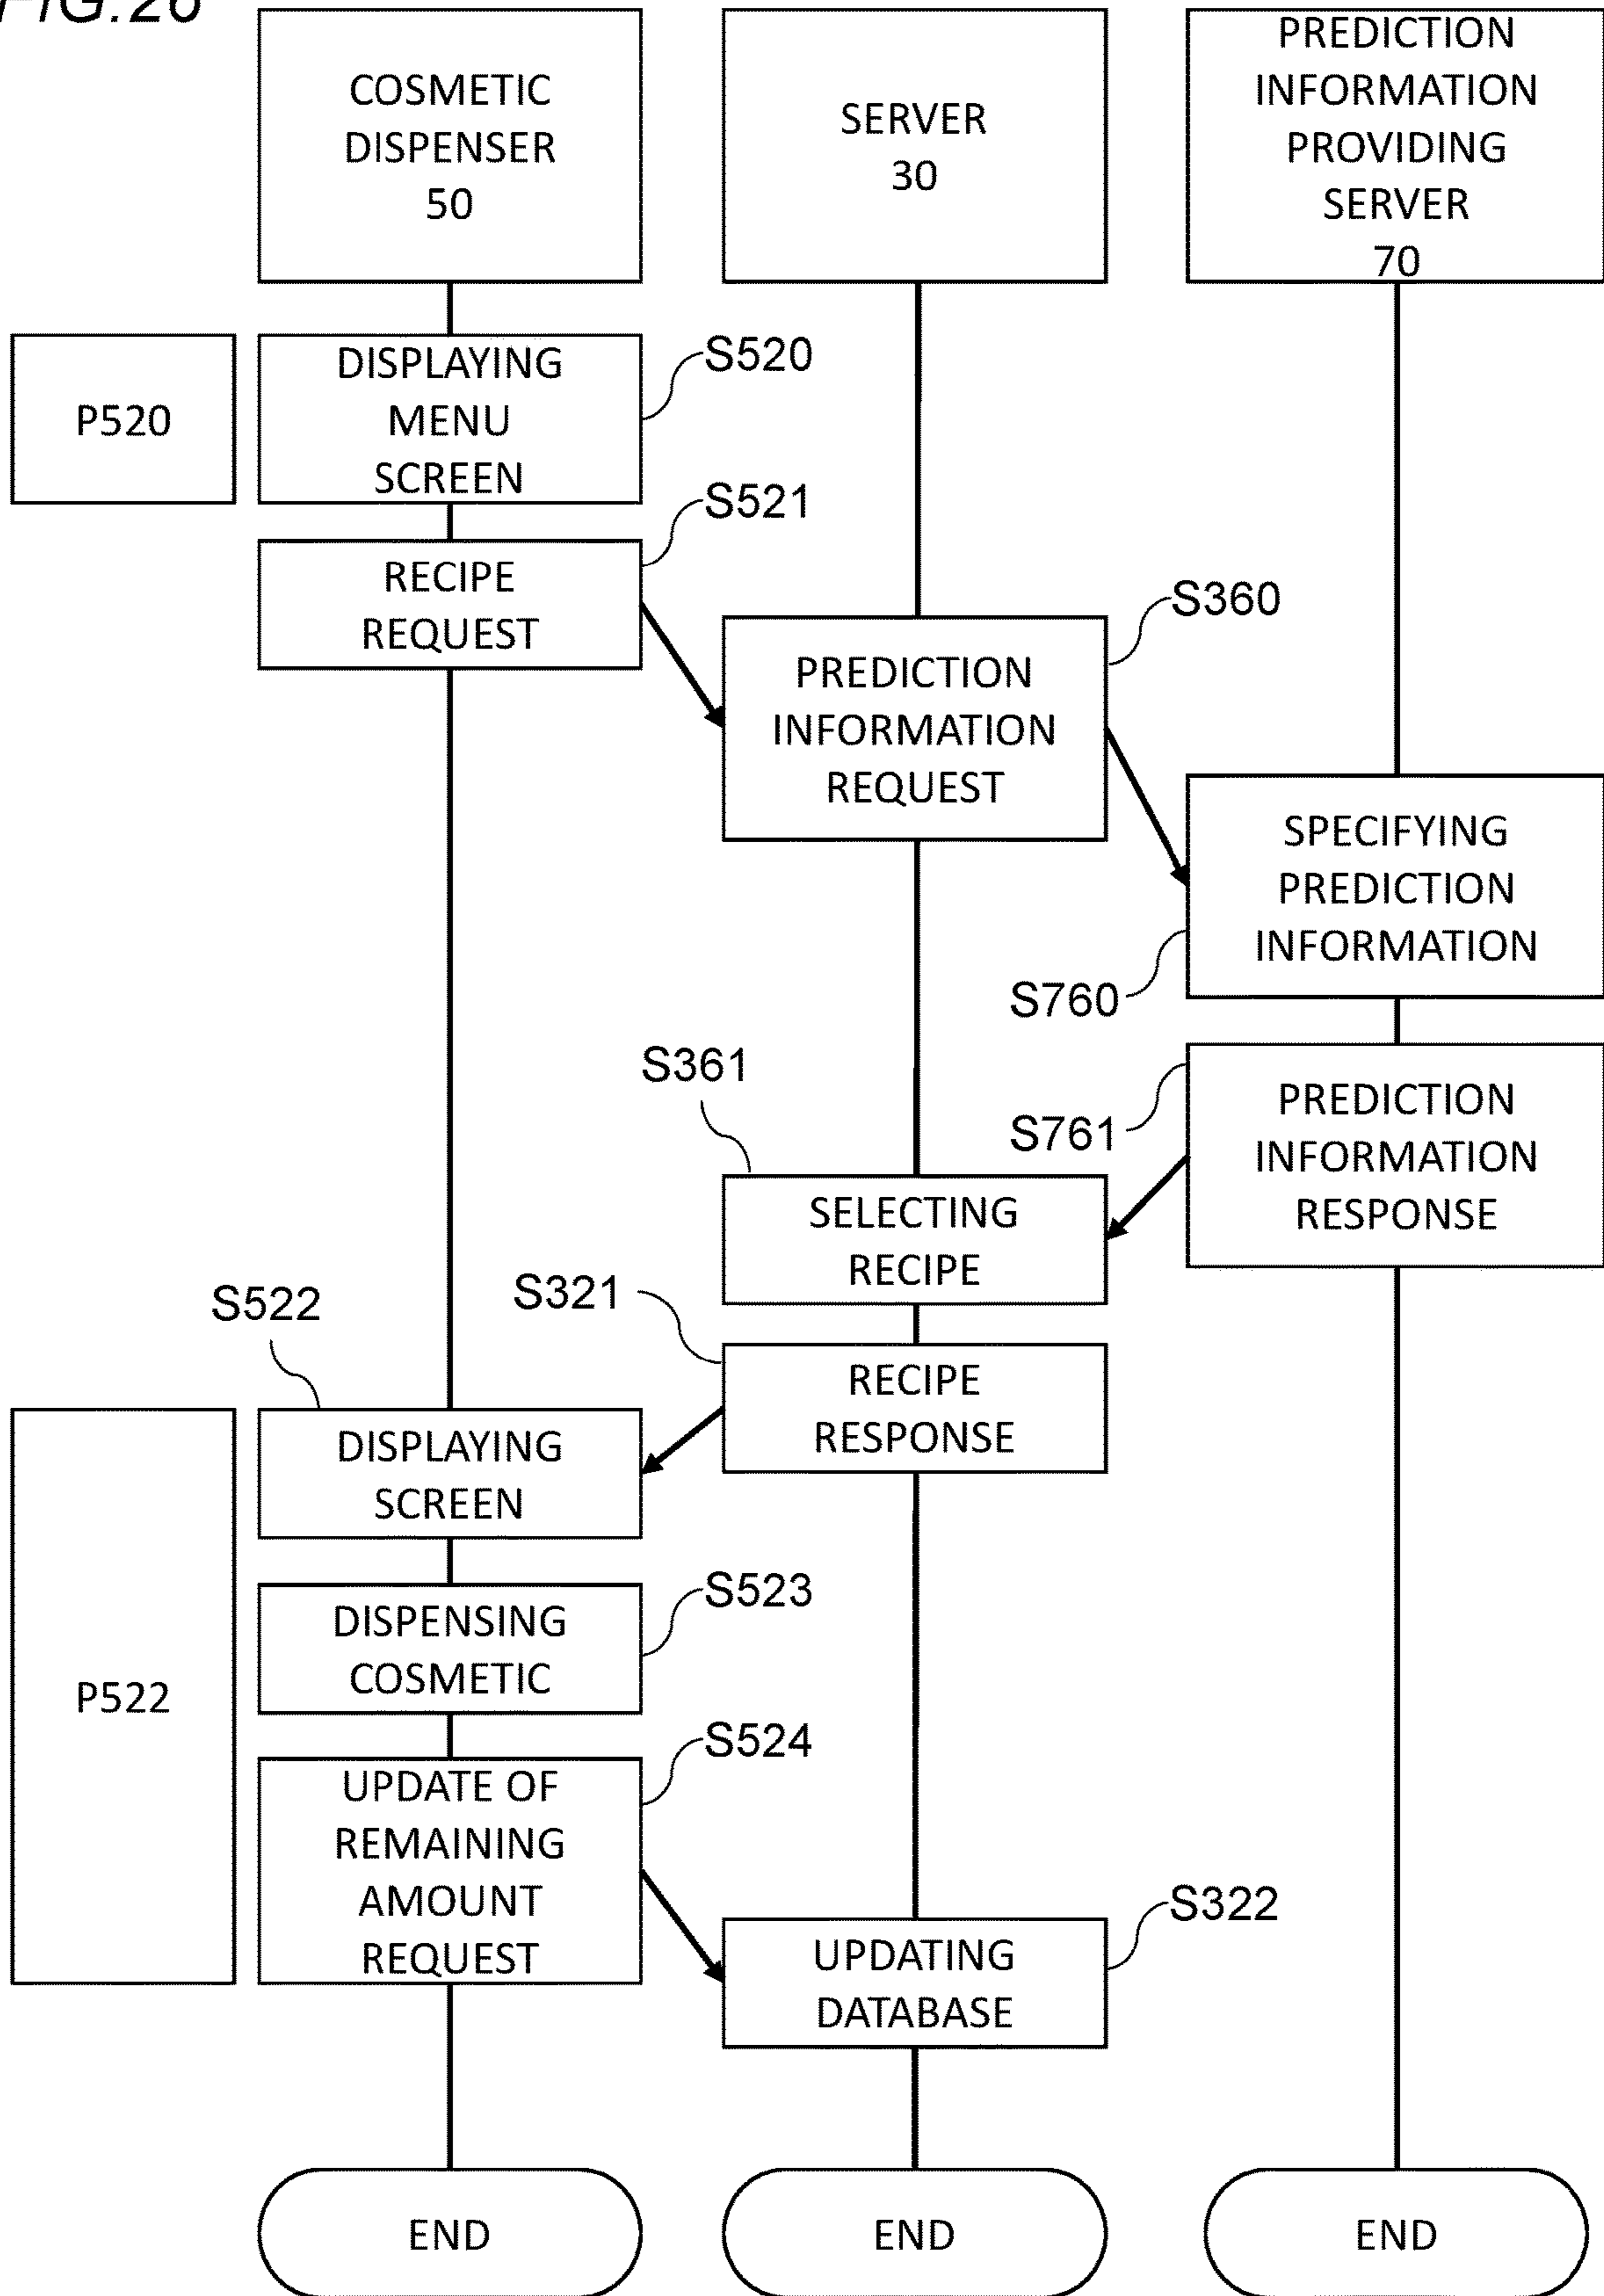 FIG.26
COSMETIC
DISPENSER
50
SERVER
30
PREDICTION
INFORMATION
PROVIDING
SERVER
70
P520
DISPLAYING
MENU
SCREEN
S520
RECIPE
REQUEST
S521
PREDICTION
INFORMATION
REQUEST
S360
SPECIFYING
PREDICTION
INFORMATION
S760
PREDICTION
INFORMATION
RESPONSE
S761
S361
SELECTING
RECIPE
S321
RECIPE
RESPONSE
S522
P522
DISPLAYING
SCREEN
DISPENSING
COSMETIC
S523
UPDATE OF
REMAINING
AMOUNT
REQUEST
S524
UPDATING
DATABASE
S322
END
END
END